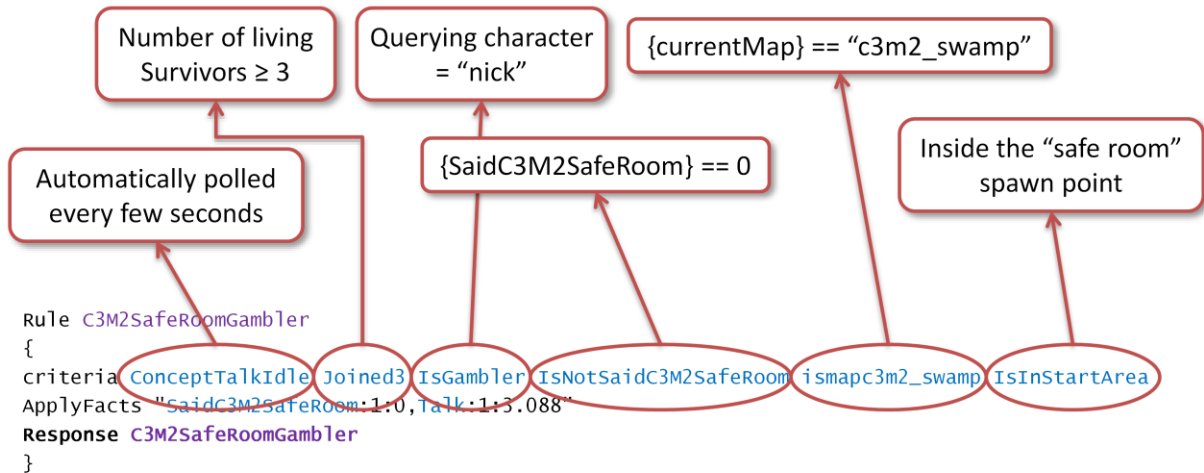 Number of living
Survivors ≥ 3
Querying character
= “nick”
{currentMap} == “c3m2_swamp”
Automatically polled
every few seconds
{SaidC3M2SafeRoom} == 0
Inside the “safe room”
spawn point
Rule C3M2SafeRoomGambler
{
criteria ConceptTalkIdle Joined3 IsGambler IsNotSaidC3M2SafeRoom ismapc3m2_swamp IsInStartArea
ApplyFacts "SaidC3M2SafeRoom:1:0,Talk:1:3.088"
Response C3M2SafeRoomGambler
}